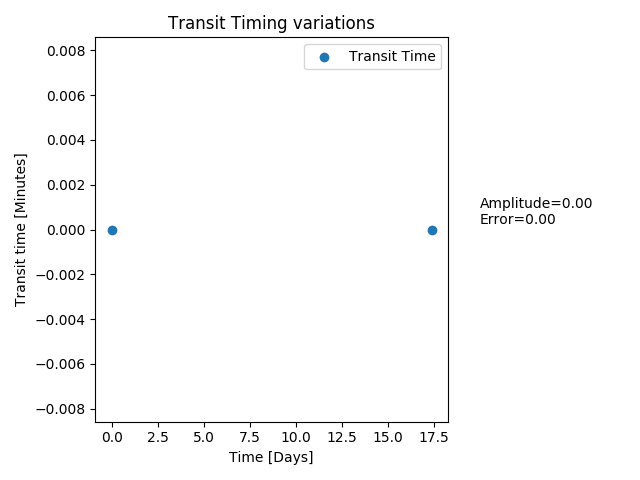 Transit Timing variations
Transit Time
0.008
0.006
0.004
0.002
0.000
−0.002
−0.004
−0.006
−0.008
Transit time [Minutes]
Amplitude=0.00
Error=0.00
0.0 2.5 5.0 7.5 10.0 12.5 15.0 17.5
Time [Days]